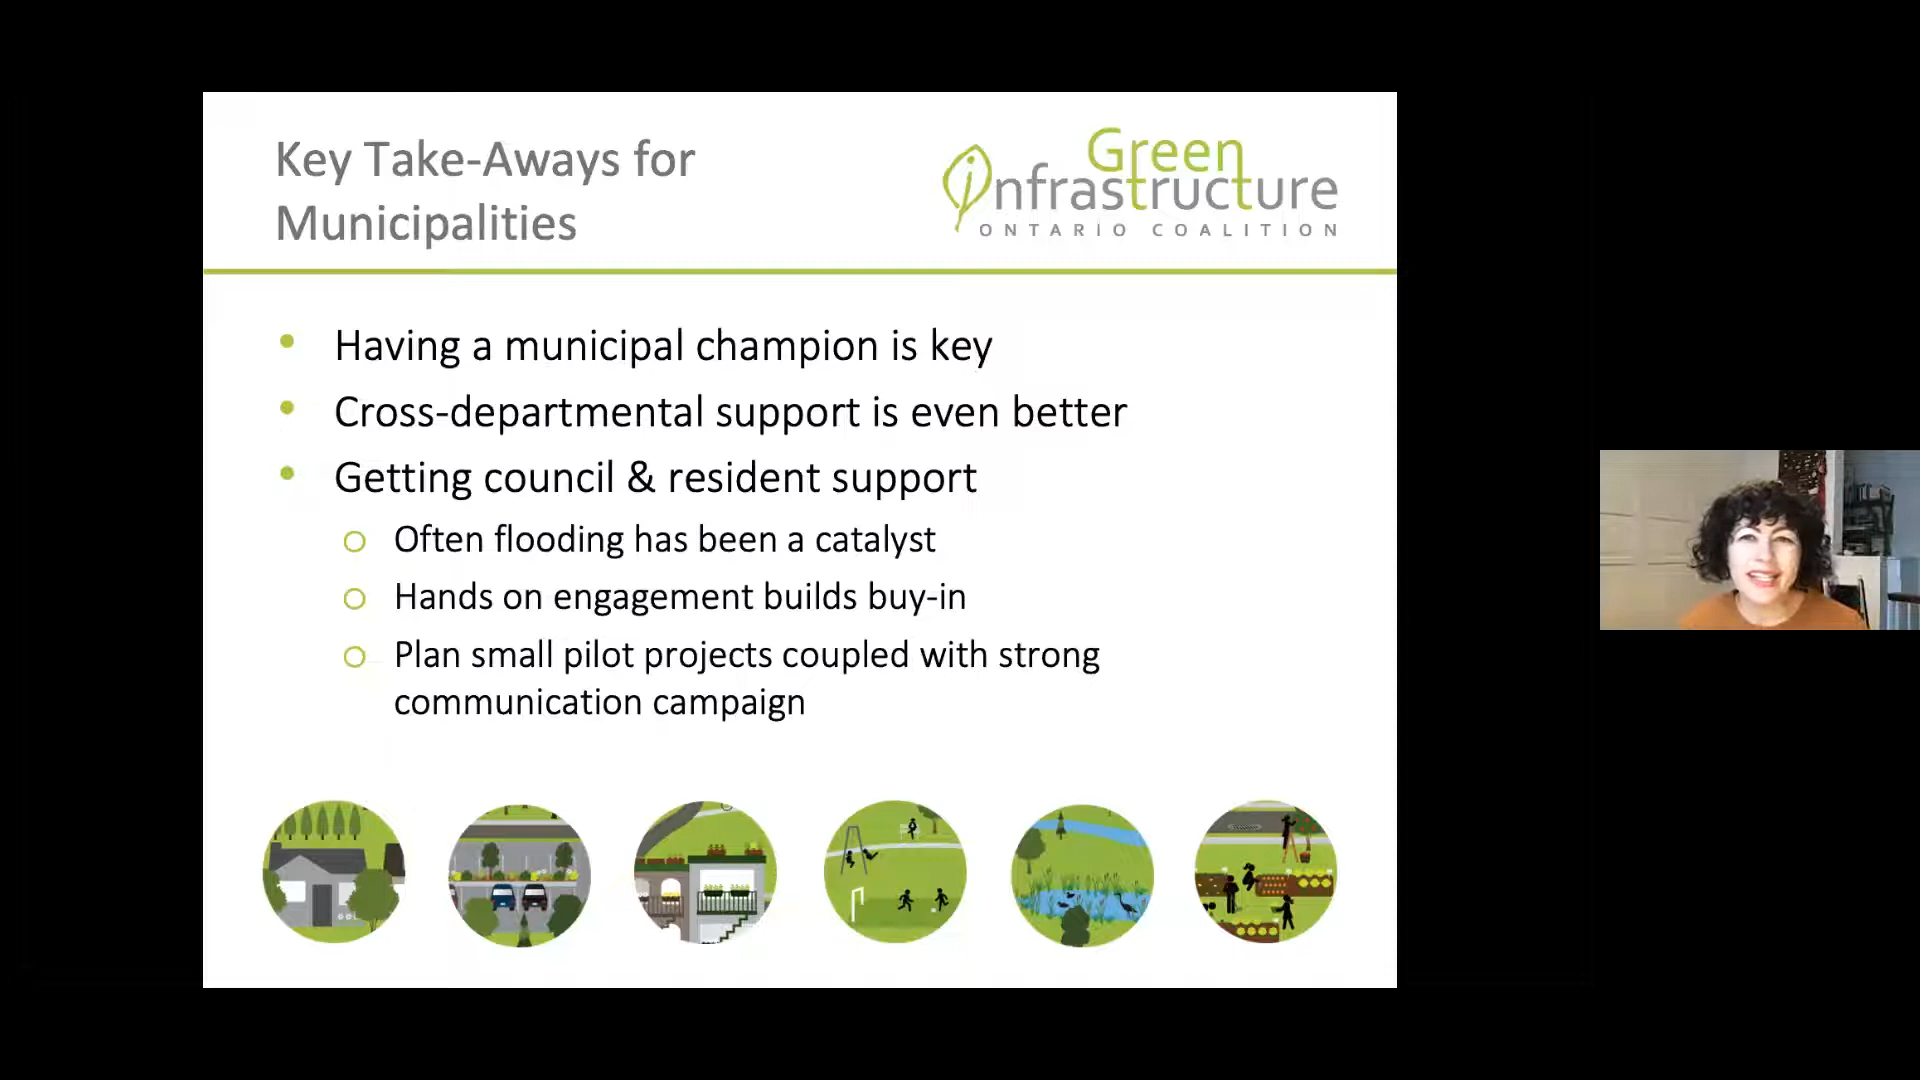 Key Take-Aways for
Municipalities
Green
infrastructure
ONTARIO COALITION
• Having a municipal champion is key
• Cross-departmental support is even better
• Getting council & resident support
○ Often flooding has been a catalyst
○ Hands on engagement builds buy-in
○ Plan small pilot projects coupled with strong
communication campaign